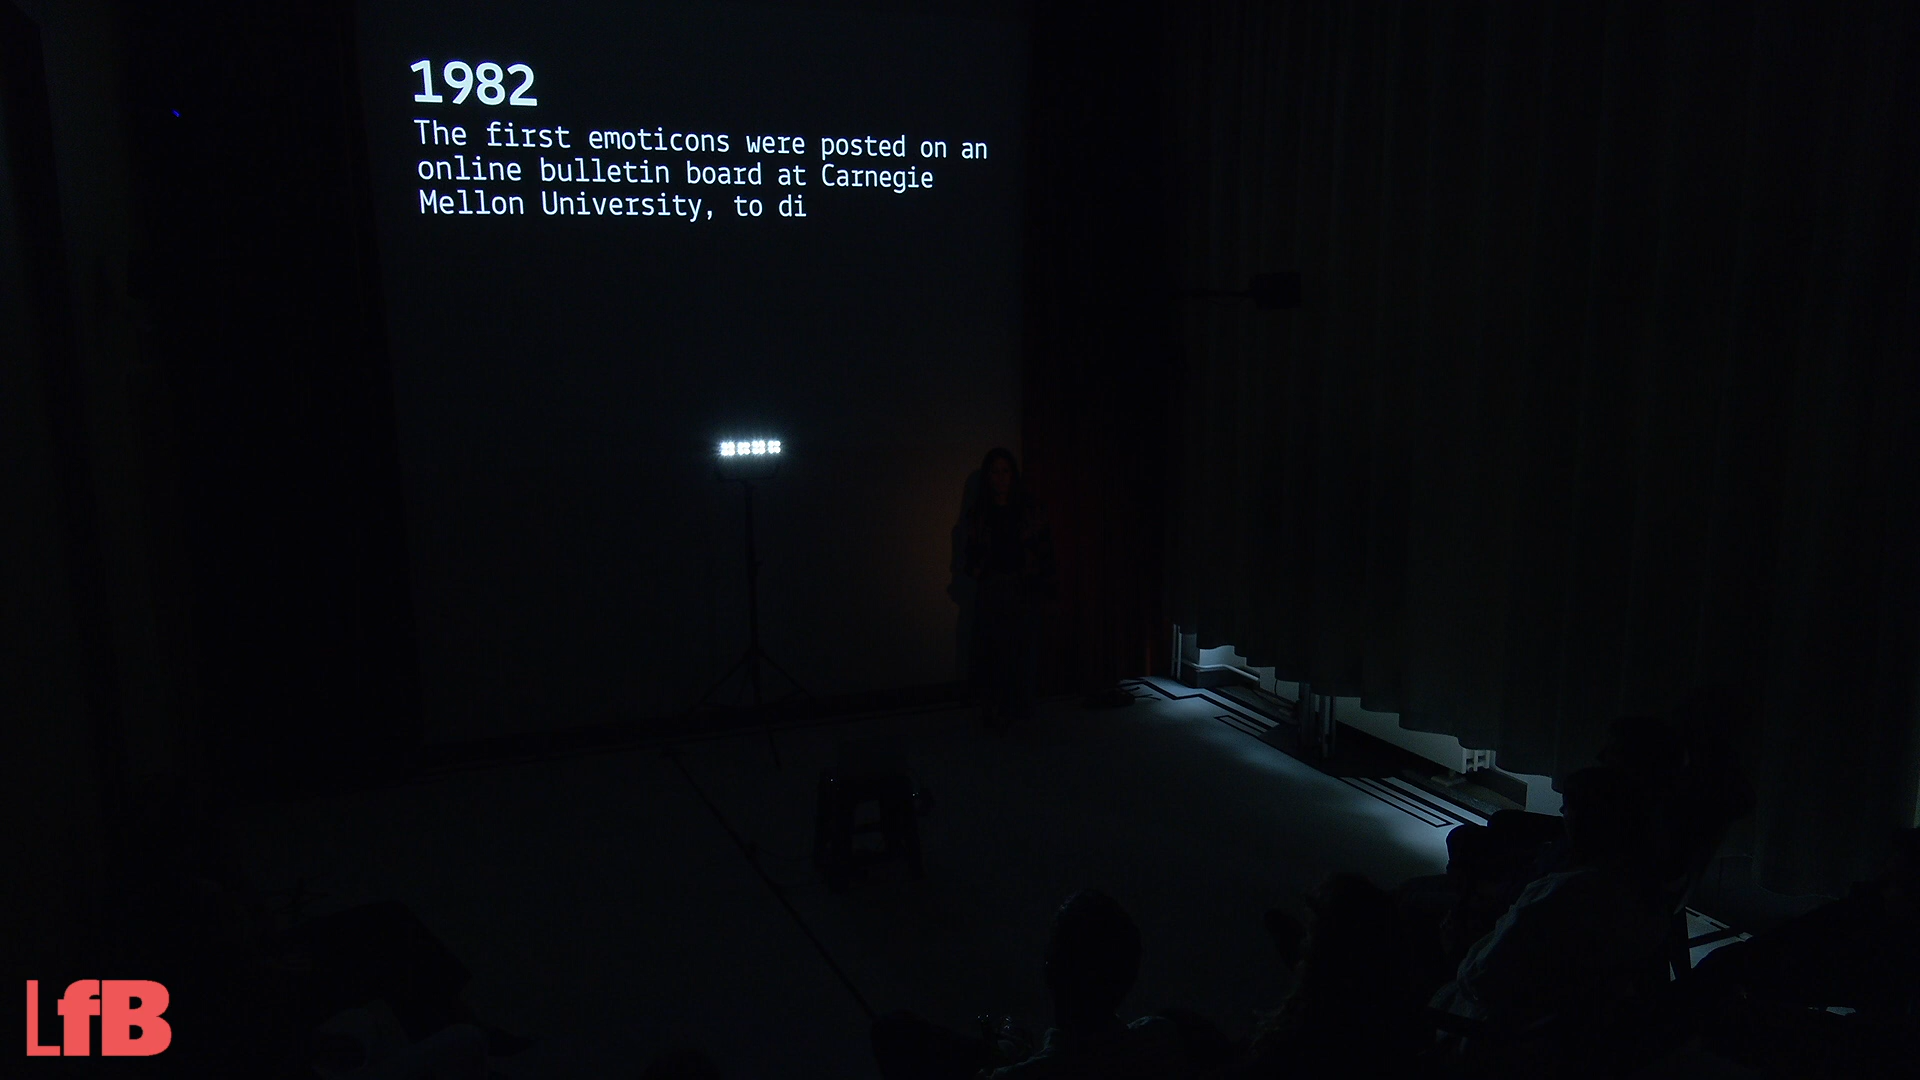 1982
The first emoticons were posted on an
online bulletin board at Carnegie
Mellon University, to di
LfB